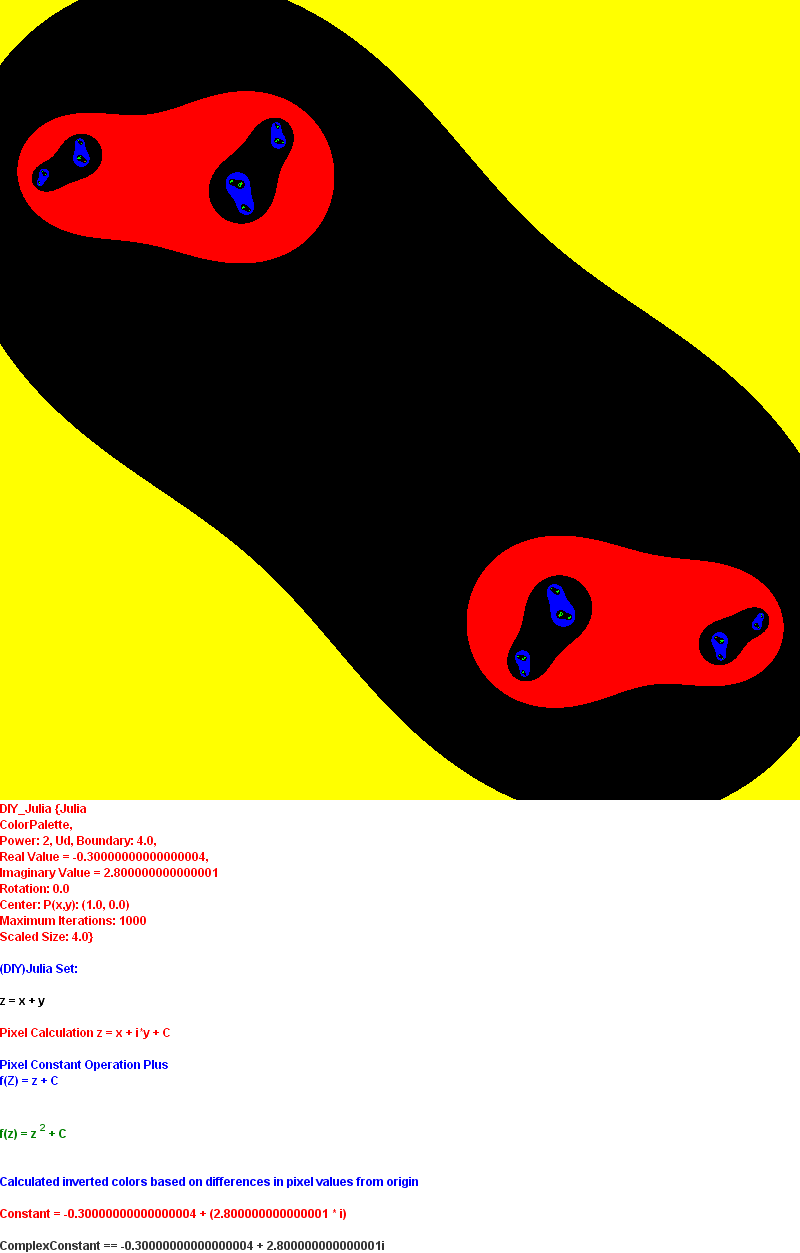 DIY_Julia {Julia
ColorPalette,
Power: 2, Ud, Boundary: 4.0,
Real Value = -0.30000000000000004,
Imaginary Value = 2.800000000000001
Rotation: 0.0
Center: P(x,y): (1.0, 0.0)
Maximum Iterations: 1000
Scaled Size: 4.0}
(DIY)Julia Set:
z = x + y
Pixel Calculation z = x + i*y + C
Pixel Constant Operation Plus
f(Z) = z + C
f(z) = z 2 + C
Calculated inverted colors based on differences in pixel values from origin
Constant = -0.30000000000000004 + (2.800000000000001 * i)
ComplexConstant == -0.30000000000000004 + 2.800000000000001i